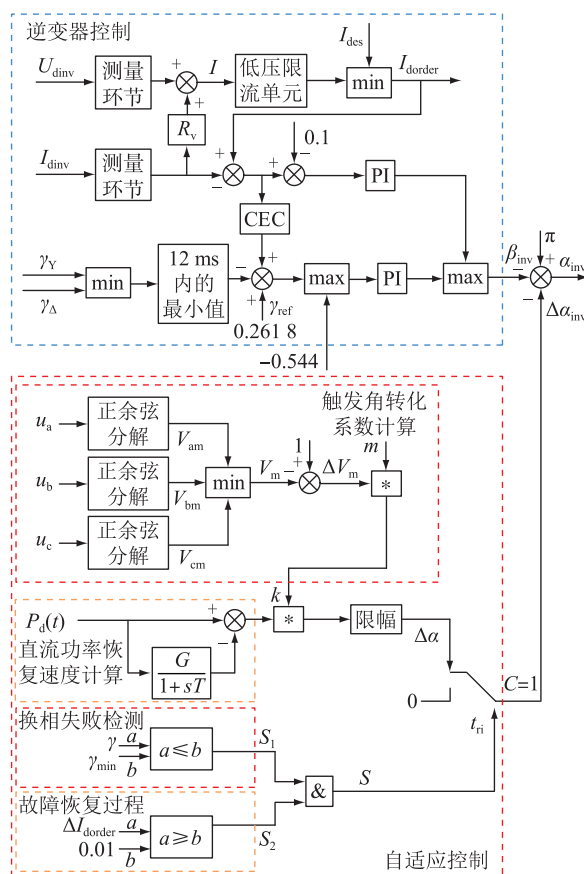 逆变器控制
I_des
U_dinv
测量
环节
+
+
I
低压限
流单元
min
I_dorder
R_v
0.1
I_dinv
测量
环节
+
−
+
−
PI
CEC
γ_Y
γ_Δ
min
12 ms
内的
最小值
−
+
+
γ_ref
0.261 8
max
PI
max
β_inv
π
−
+
α_inv
−
Δα_inv
−0.544
u_a
正余弦
分解
V_am
触发角转化
系数计算
u_b
正余弦
分解
V_bm
min
V_m
−
1
+
ΔV_m
m
*
u_c
正余弦
分解
V_cm
k
P_d(t)
+
−
*
限幅
Δα
直流功率恢
复速度计算
G
1+sT
0
C=1
t_ri
换相失败检测
γ
a
γ_min
b
a≤b
S_1
&
S
故障恢复过程
ΔI_dorder
a
0.01
b
a≥b
S_2
自适应控制